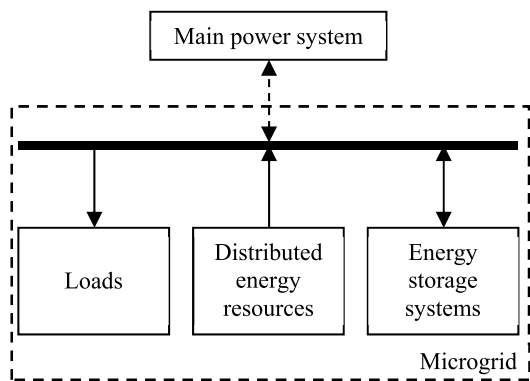 Main power system
Loads
Distributed
energy
resources
Energy
storage
systems
Microgrid